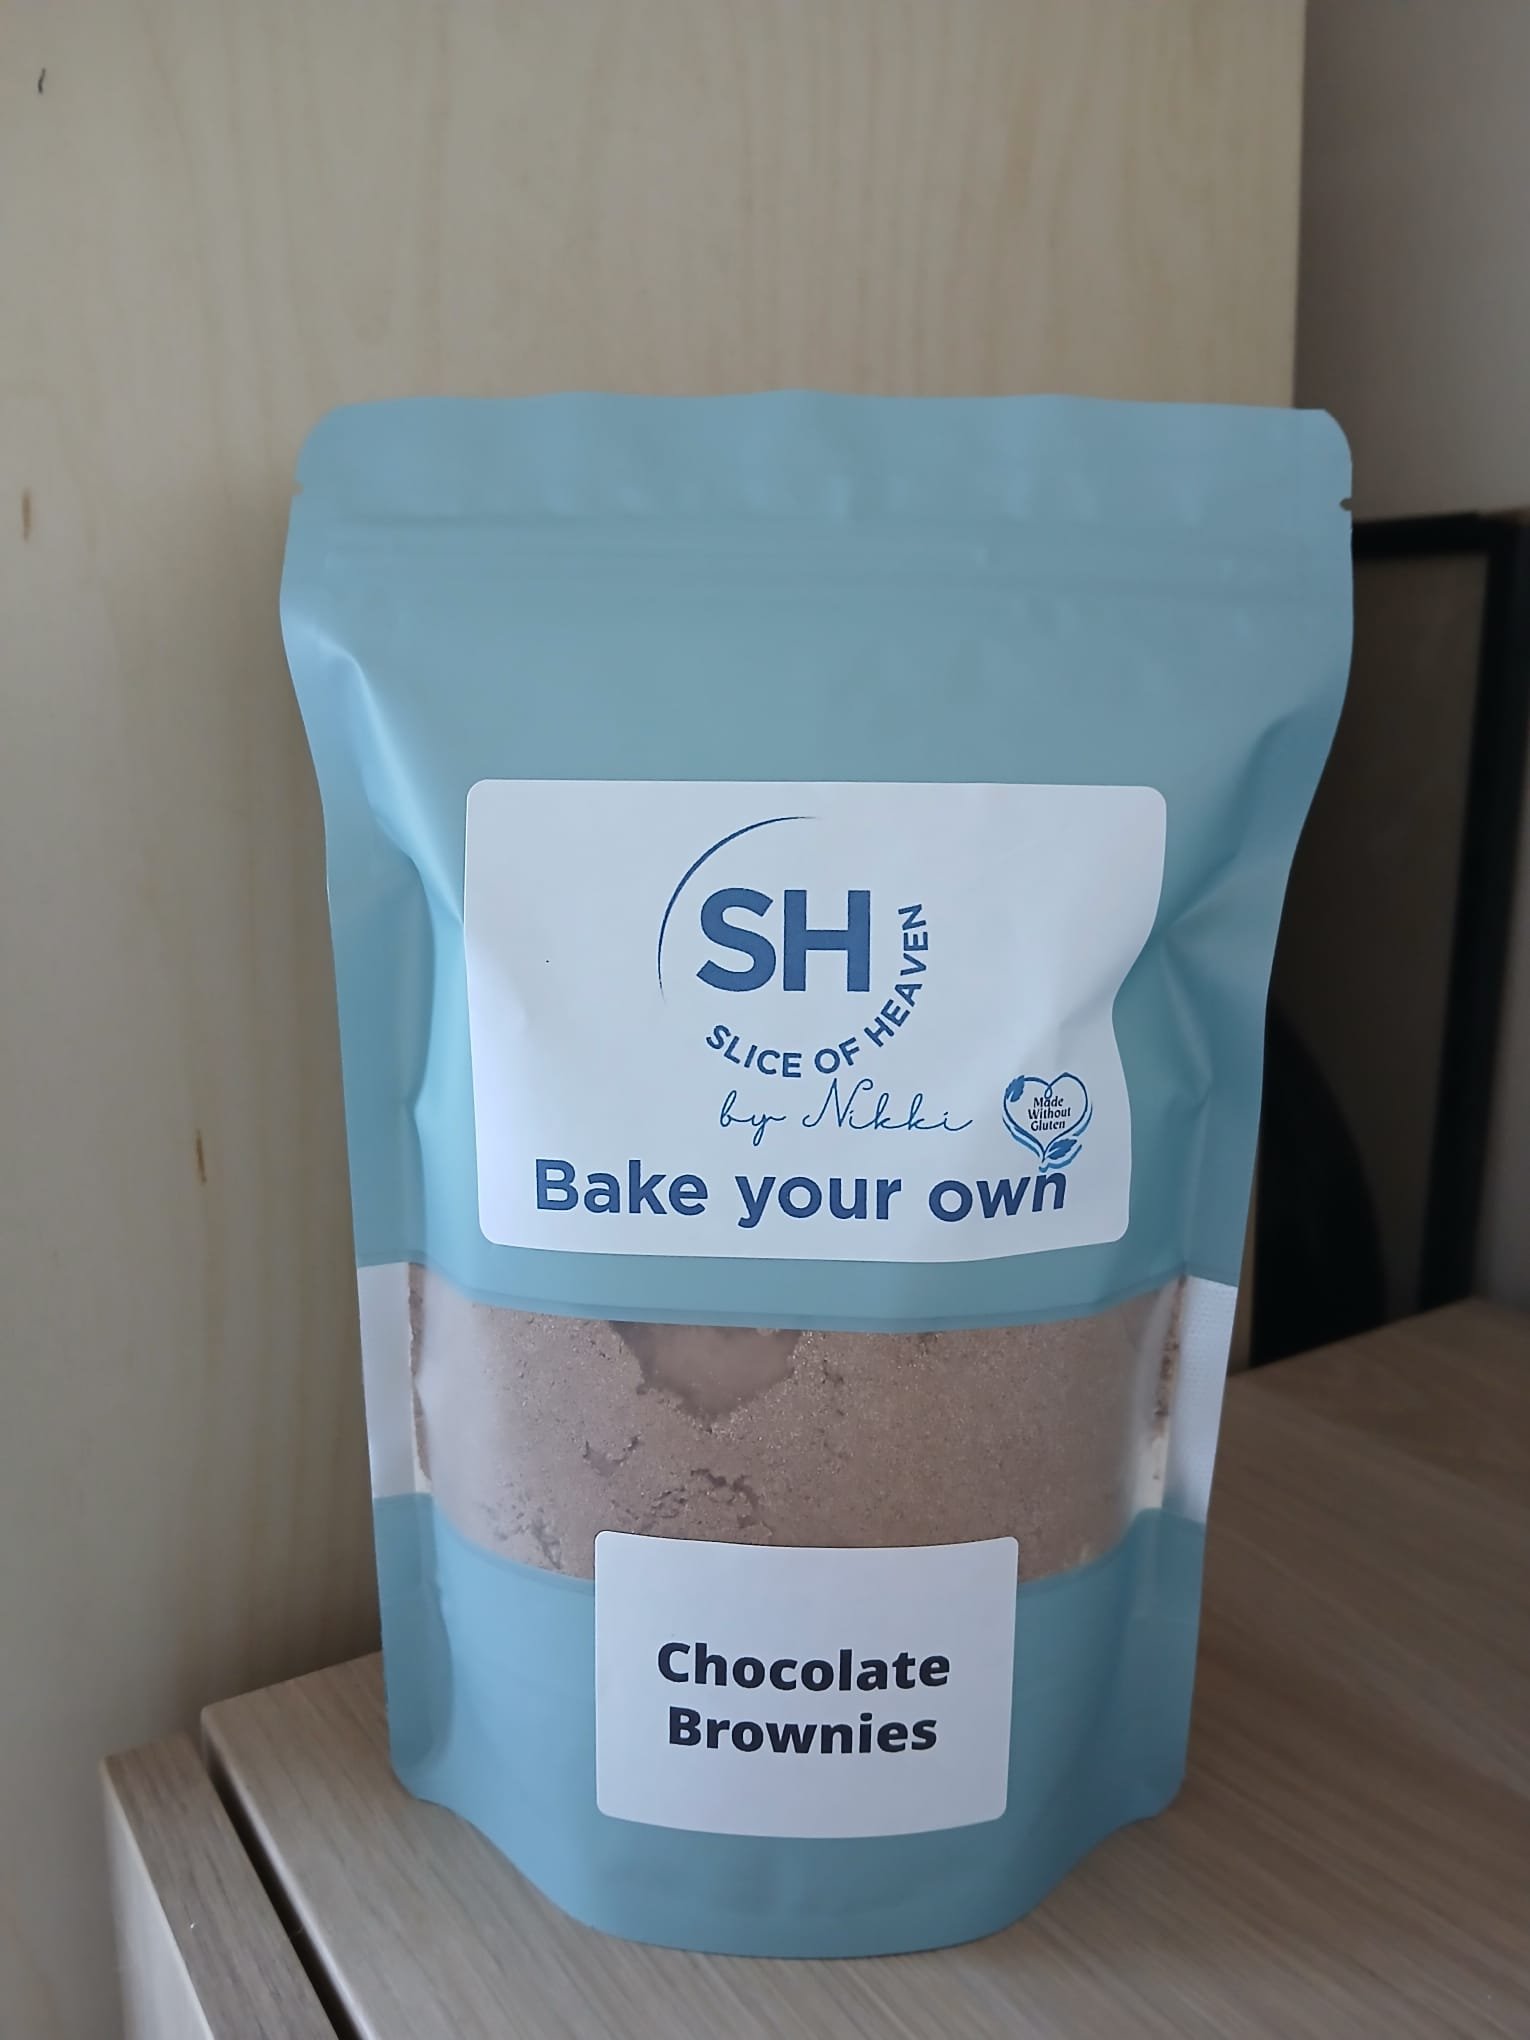 SH
SLICE OF HEAVEN
by Nikki
Made
Without
Gluten
Bake your own
Chocolate
Brownies